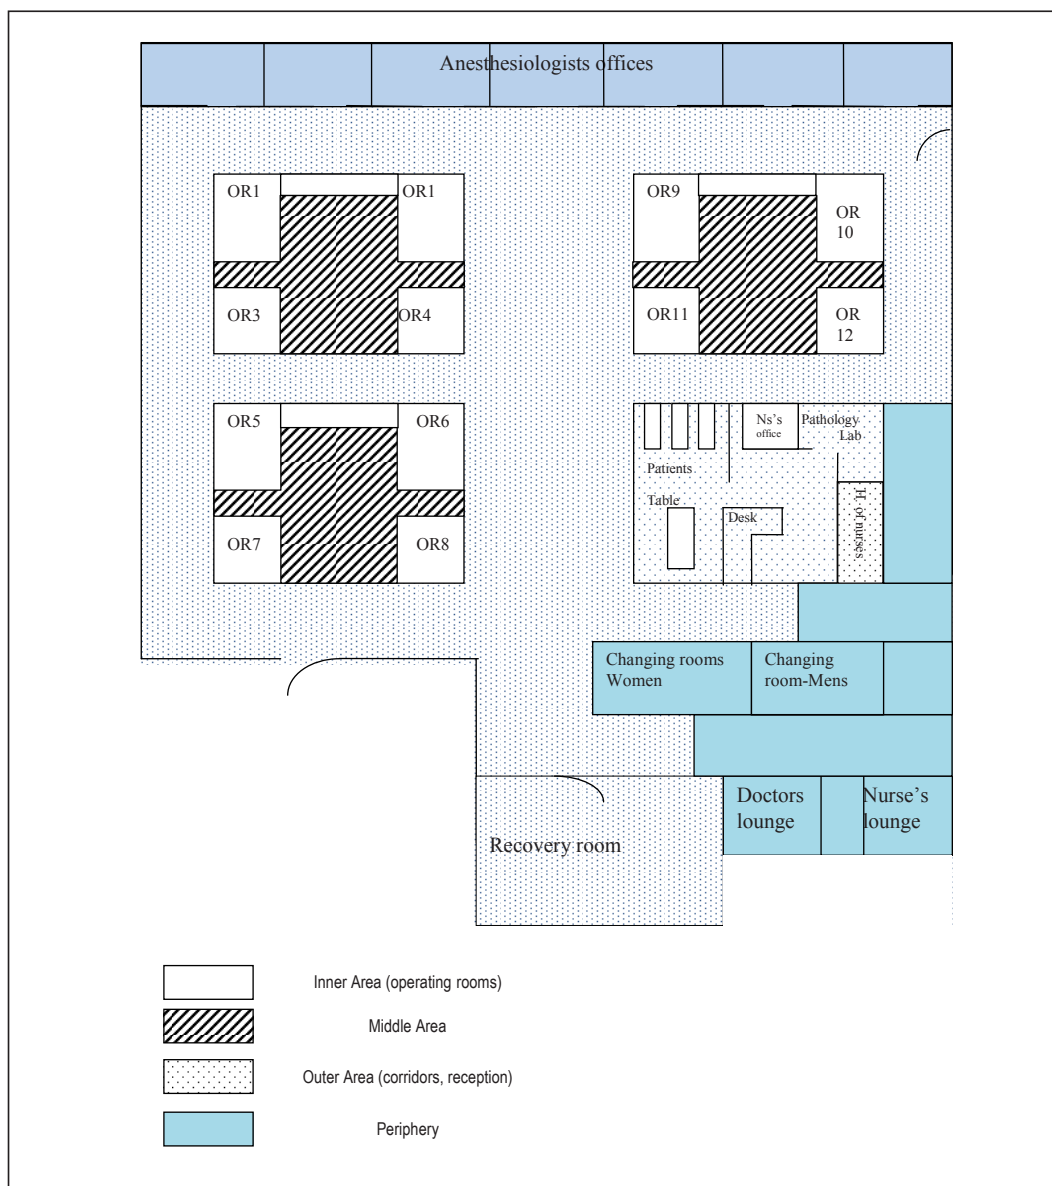 Anesthesiologists offices
OR1
OR1
OR9
OR
10
OR3
OR4
OR11
OR
12
OR5
OR6
Ns's
office
Pathology
Lab
Patients
Table
Desk
H. of nurses
OR7
OR8
Changing rooms
Women
Changing
room-Mens
Doctors
lounge
Nurse’s
lounge
Recovery room
Inner Area (operating rooms)
Middle Area
Outer Area (corridors, reception)
Periphery